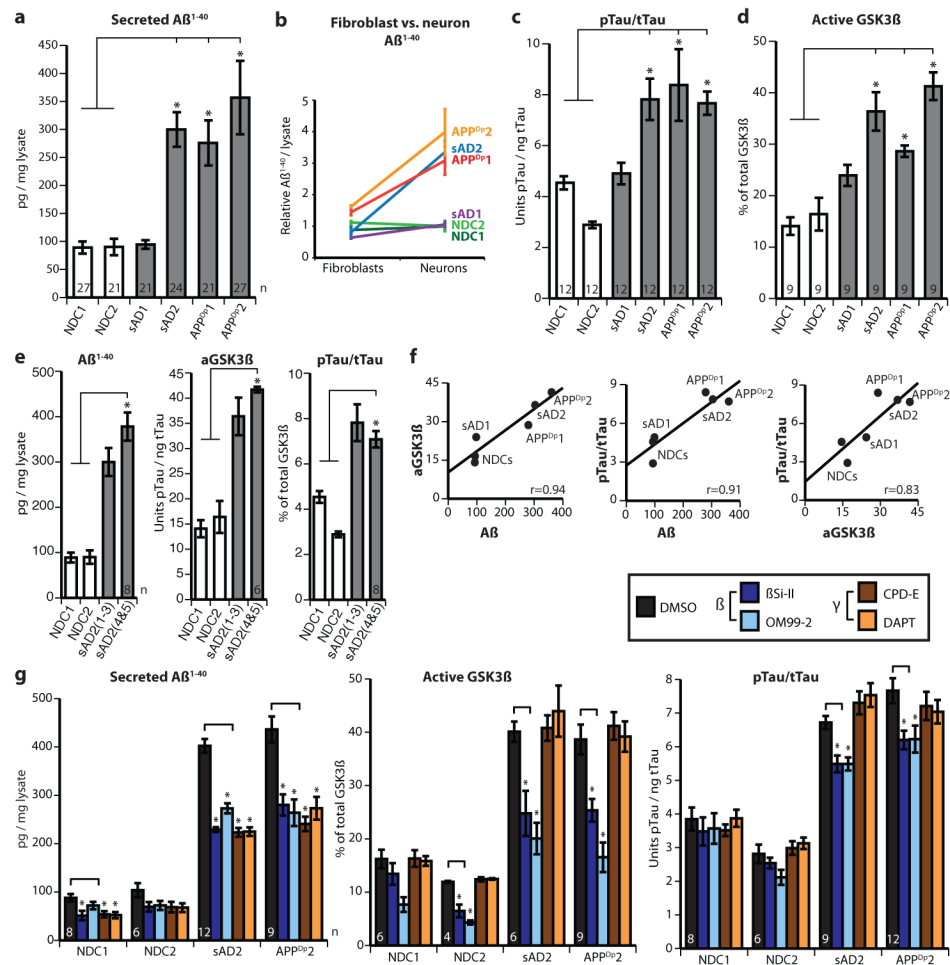 a
Secreted Aß1-40
pg / mg lysate
450
400
350
300
250
200
150
100
50
0
* * *
27 21 21 24 21 27 n
NDC1 NDC2 sAD1 sAD2 APPDp1 APPDp2
b
Fibroblast vs. neuron
Aß1-40
Relative Aß1-40 / lysate
5
4
3
2
1
0
APPDp2
sAD2
APPDp1
sAD1
NDC2
NDC1
Fibroblasts Neurons
c
pTau/tTau
Units pTau / ng tTau
10
8
6
4
2
0
* * *
12 12 12 12 12 12
NDC1 NDC2 sAD1 sAD2 APPDp1 APPDp2
d
Active GSK3ß
% of total GSK3ß
50
40
30
20
10
0
* * *
9 9 9 9 9 9
NDC1 NDC2 sAD1 sAD2 APPDp1 APPDp2
e
Aß1-40
pg / mg lysate
500
400
300
200
100
0
*
8 n
NDC1 NDC2 sAD2(1-3) sAD2(4&5)
aGSK3ß
Units pTau / ng tTau
45
40
35
30
25
20
15
10
5
0
*
6
NDC1 NDC2 sAD2(1-3) sAD2(4&5)
pTau/tTau
% of total GSK3ß
10
8
6
4
2
0
*
8
NDC1 NDC2 sAD2(1-3) sAD2(4&5)
f
aGSK3ß
45
30
15
0
APPDp2
sAD2
sAD1
APPDp1
NDCs
r=0.94
0 100 200 300 400
Aß
pTau/tTau
9
6
3
0
APPDp1
APPDp2
sAD2
sAD1
NDCs
r=0.91
0 100 200 300 400
Aß
pTau/tTau
9
6
3
0
APPDp1
APPDp2
sAD2
sAD1
NDCs
r=0.83
0 15 30 45
aGSK3ß
DMSO
ß
ßSi-II
OM99-2
γ
CPD-E
DAPT
g
Secreted Aß1-40
pg / mg lysate
500
400
300
200
100
0
* * *
* * * *
* * * *
8 6 12 9 n
NDC1 NDC2 sAD2 APPDp2
Active GSK3ß
% of total GSK3ß
50
40
30
20
10
0
* *
* *
* *
6 4 6 9
NDC1 NDC2 sAD2 APPDp2
pTau/tTau
Units pTau / ng tTau
8
7
6
5
4
3
2
1
0
* *
* *
8 6 9 12
NDC1 NDC2 sAD2 APPDp2